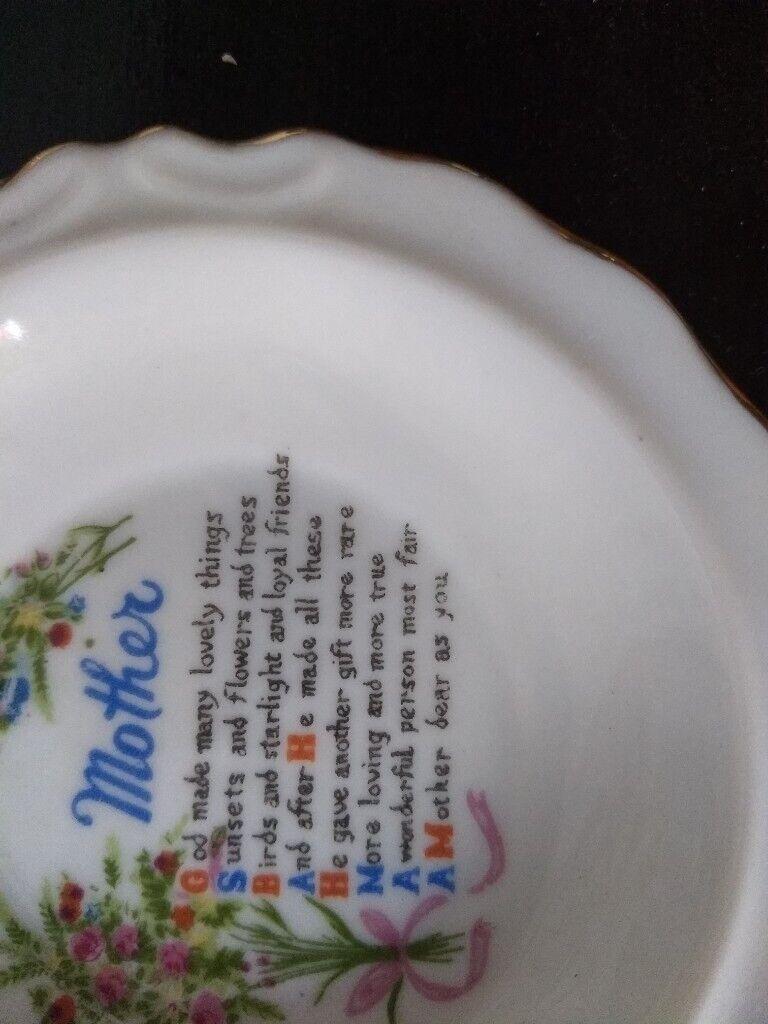 Mother
God made many lovely things
Sunsets and flowers and trees
Birds and starlight and loyal friends
And after He made all these
He gave another gift more rare
More loving and more true
A wonderful person most fair
A Mother dear as you